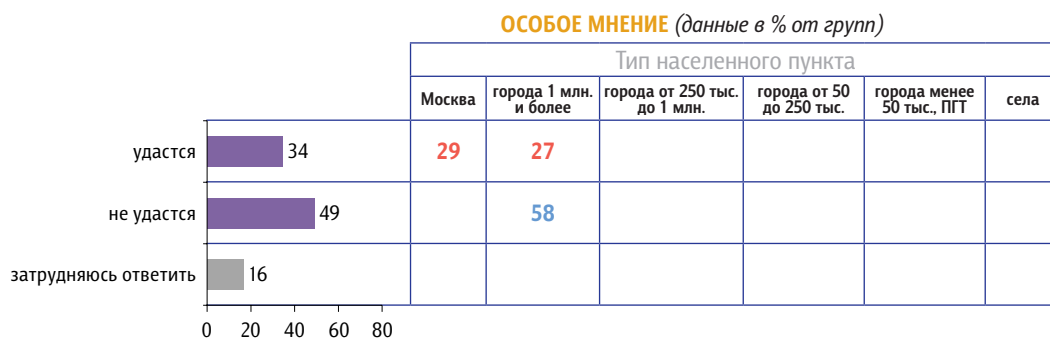 ОСОБОЕ МНЕНИЕ (данные в % от групп)
Тип населенного пункта
Москва
города 1 млн.
и более
города от 250 тыс.
до 1 млн.
города от 50
до 250 тыс.
города менее
50 тыс., ПГТ
села
удастся 34 29 27
не удастся 49 58
затрудняюсь ответить 16
0 20 40 60 80